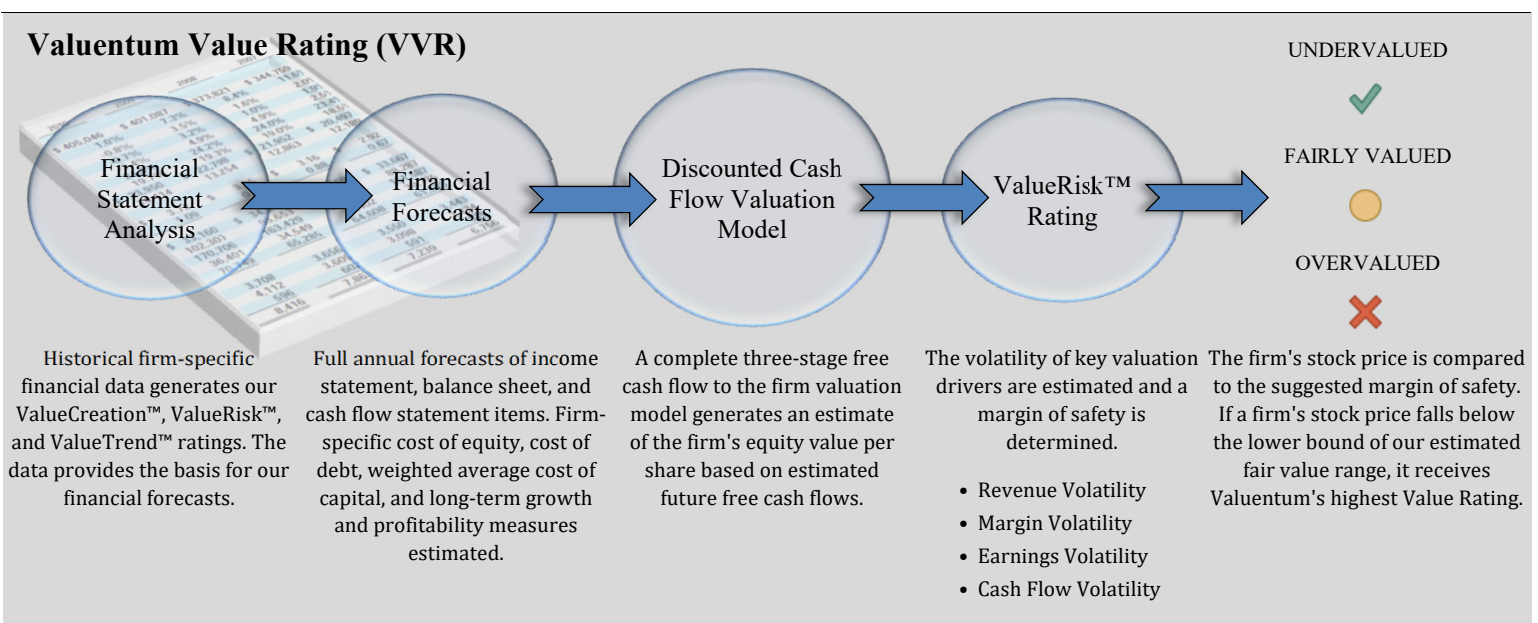 Valuentum Value Rating (VVR)
Financial
Statement
Analysis
Financial
Forecasts
Discounted Cash
Flow Valuation
Model
ValueRisk™
Rating
UNDERVALUED
FAIRLY VALUED
OVERVALUED
Historical firm-specific
financial data generates our
ValueCreation™, ValueRisk™,
and ValueTrend™ ratings. The
data provides the basis for our
financial forecasts.
Full annual forecasts of income
statement, balance sheet, and
cash flow statement items. Firm-
specific cost of equity, cost of
debt, weighted average cost of
capital, and long-term growth
and profitability measures
estimated.
A complete three-stage free
cash flow to the firm valuation
model generates an estimate
of the firm's equity value per
share based on estimated
future free cash flows.
The volatility of key valuation
drivers are estimated and a
margin of safety is
determined.
• Revenue Volatility
• Margin Volatility
• Earnings Volatility
• Cash Flow Volatility
The firm's stock price is compared
to the suggested margin of safety.
If a firm's stock price falls below
the lower bound of our estimated
fair value range, it receives
Valuentum's highest Value Rating.